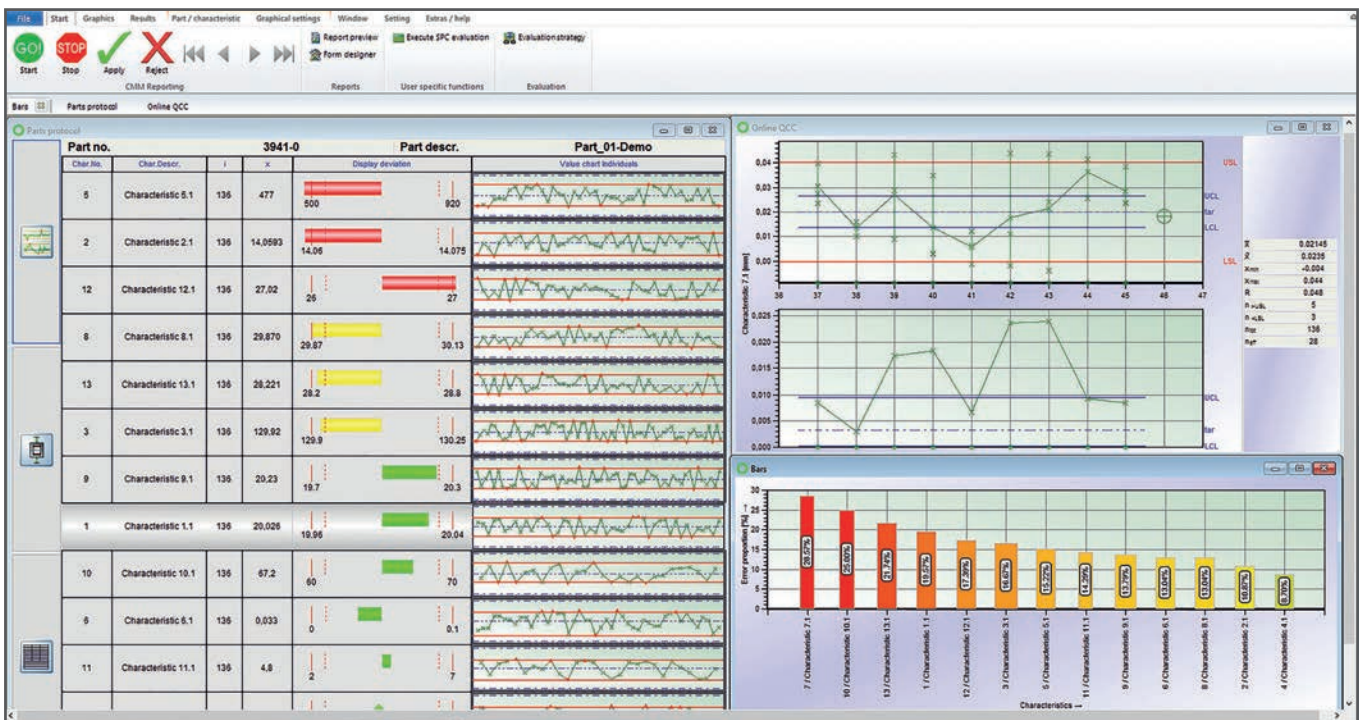 File Start Graphics Results Part / characteristic Graphical settings Window Setting Extras / help
GO! STOP Report preview Execute SPC evaluation Evaluation strategy
Form designer
Start Stop Apply Reject
CMM Reporting Reports User specific functions Evaluation
Bars Parts protocol Online QCC
Parts protocol
Part no. 3941-0 Part descr. Part_01-Demo
Char.No. Char.Descr. i x Display deviation Value chart Individuals
5 Characteristic 5.1 136 477 500 920
2 Characteristic 2.1 136 14,0593 14.06 14.075
12 Characteristic 12.1 136 27,02 26 27
8 Characteristic 8.1 136 29,870 29.87 30.13
13 Characteristic 13.1 136 28,221 28.2 28.8
3 Characteristic 3.1 136 129,92 129.9 130.25
9 Characteristic 9.1 136 20,23 19.7 20.3
1 Characteristic 1.1 136 20,026 19.96 20.04
10 Characteristic 10.1 136 67,2 60 70
6 Characteristic 6.1 136 0,033 0 0.1
11 Characteristic 11.1 136 4,8 2 7
Online QCC
Characteristic 7.1 [mm]
0,04 USL
0,03
UCL
0,02 tar
LCL
0,01
0,00 LSL
36 37 38 39 40 41 42 43 44 45 46 47
0,025
0,020
0,015
0,010 UCL
0,005
tar
0,000 LCL
x̄ 0.02145
0.0235
Xmin -0.004
Xmax 0.044
R 0.048
n >USL 5
n <LSL 3
136
28
Bars
Error proportion [%] →
30
25
20
15
10
5
0
28.57% 25.00% 21.74% 19.57% 17.39% 16.67% 15.22% 14.29% 13.79% 13.04% 13.04% 10.87% 8.70%
7 / Characteristic 7.1
10 / Characteristic 10.1
13 / Characteristic 13.1
1 / Characteristic 1.1
12 / Characteristic 12.1
3 / Characteristic 3.1
5 / Characteristic 5.1
11 / Characteristic 11.1
9 / Characteristic 9.1
6 / Characteristic 6.1
8 / Characteristic 8.1
2 / Characteristic 2.1
4 / Characteristic 4.1
Characteristics →